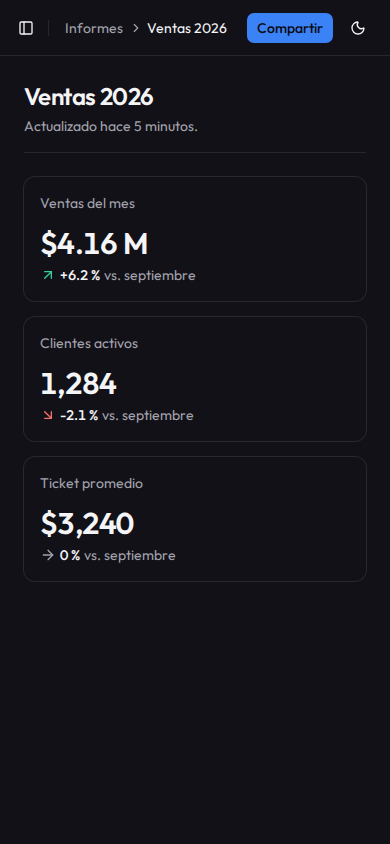 Informes > Ventas 2026
Compartir
Ventas 2026
Actualizado hace 5 minutos.
Ventas del mes
$4.16 M
+6.2 % vs. septiembre
Clientes activos
1,284
-2.1 % vs. septiembre
Ticket promedio
$3,240
0 % vs. septiembre